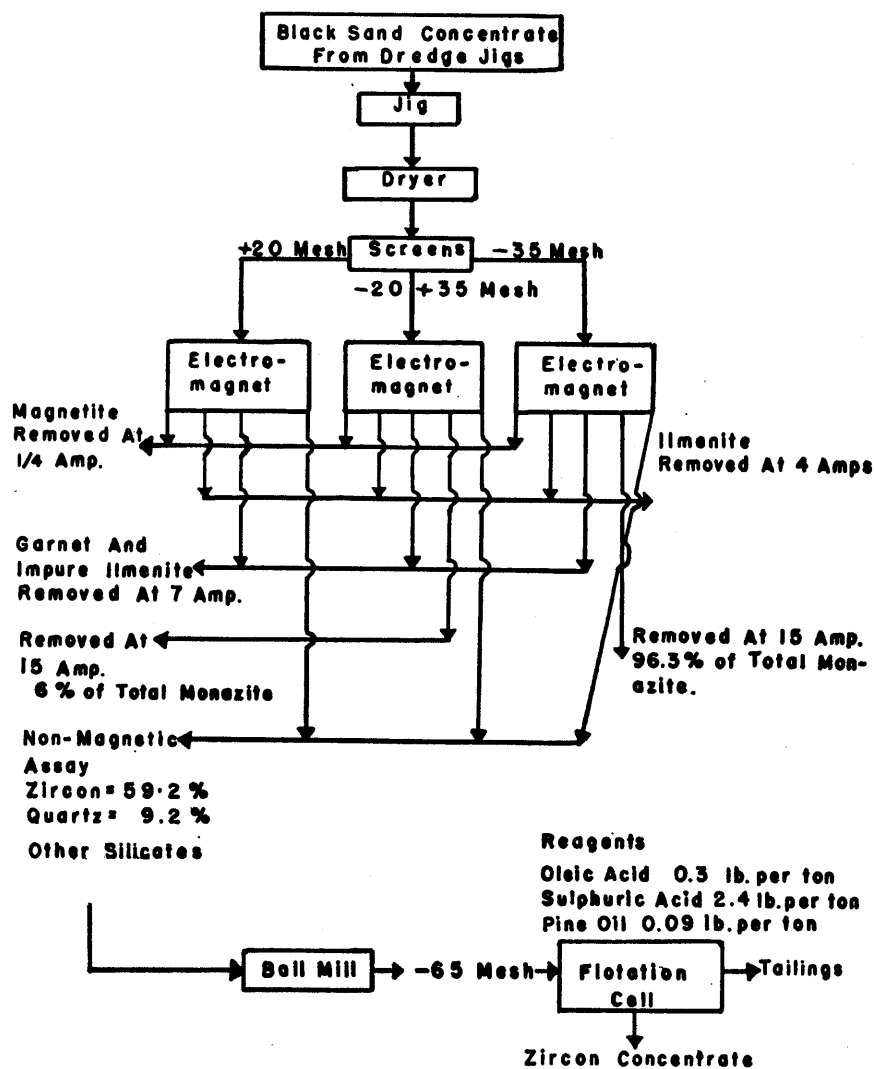 Black Sand Concentrate
From Dredge Jigs
Jig
Dryer
+20 Mesh
Screens
-35 Mesh
-20 +35 Mesh
Electro-
magnet
Electro-
magnet
Electro-
magnet
Magnetite
Removed At
1/4 Amp.
Ilmenite
Removed At 4 Amps
Garnet And
Impure Ilmenite
Removed At 7 Amp.
Removed At
15 Amp.
6 % of Total Monazite
Removed At 15 Amp.
96.3% of Total Mon-
azite.
Non-Magnetic
Assay
Zircon = 59.2 %
Quartz = 9.2 %
Other Silicates
Reagents
Oleic Acid 0.3 lb. per ton
Sulphuric Acid 2.4 lb. per ton
Pine Oil 0.09 lb. per ton
Ball Mill
-65 Mesh
Flotation
Cell
Tailings
Zircon Concentrate